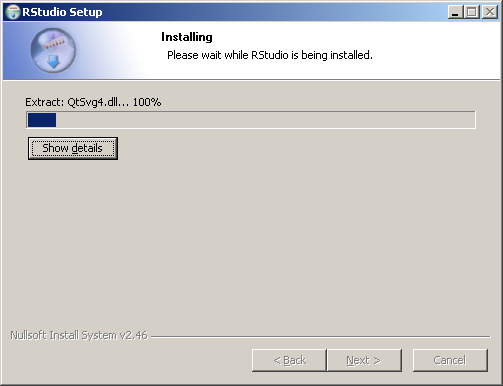 RStudio Setup
Installing
Please wait while RStudio is being installed.
Extract: QtSvg4.dll... 100%
Show details
Nullsoft Install System v2.46
< Back
Next >
Cancel